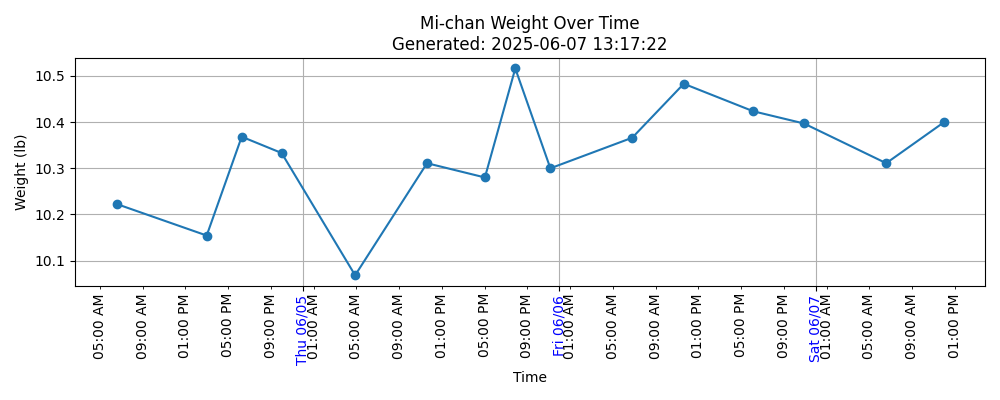 Mi-chan Weight Over Time
Generated: 2025-06-07 13:17:22
Weight (lb)
10.5
10.4
10.3
10.2
10.1
05:00 AM
09:00 AM
01:00 PM
05:00 PM
09:00 PM
Thu 06/05
01:00 AM
05:00 AM
09:00 AM
01:00 PM
05:00 PM
09:00 PM
Fri 06/06
01:00 AM
05:00 AM
09:00 AM
01:00 PM
05:00 PM
09:00 PM
Sat 06/07
01:00 AM
05:00 AM
09:00 AM
01:00 PM
Time